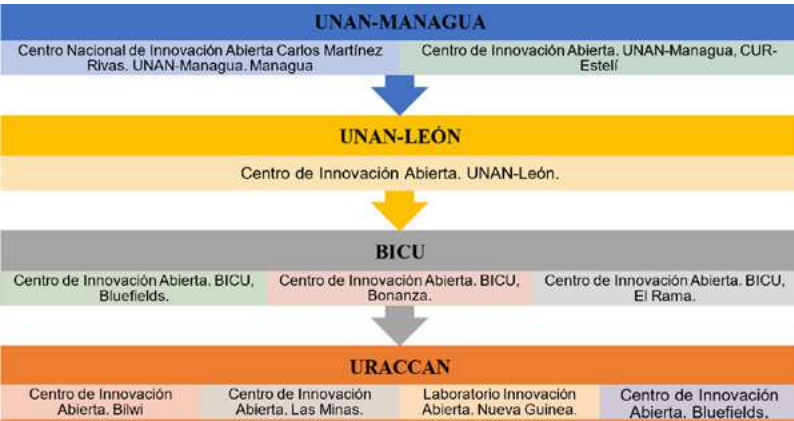 UNAN-MANAGUA
Centro Nacional de Innovación Abierta Carlos Martínez
Rivas. UNAN-Managua. Managua
Centro de Innovación Abierta. UNAN-Managua, CUR-
Estelí
UNAN-LEÓN
Centro de Innovación Abierta. UNAN-León.
BICU
Centro de Innovación Abierta. BICU,
Bluefields.
Centro de Innovación Abierta. BICU,
Bonanza.
Centro de Innovación Abierta. BICU,
El Rama.
URACCAN
Centro de Innovación
Abierta. Bilwi
Centro de Innovación
Abierta. Las Minas.
Laboratorio Innovación
Abierta. Nueva Guinea.
Centro de Innovación
Abierta. Bluefields.